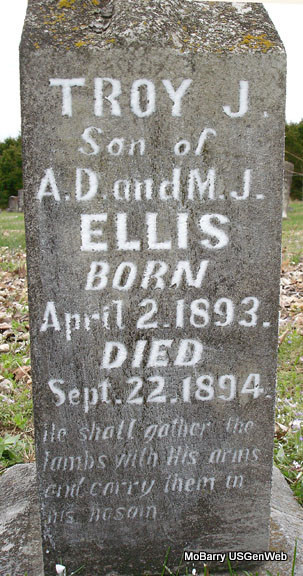 TROY J.
Son of
A.D. and M.J.
ELLIS
BORN
April 2. 1893.
DIED
Sept. 22. 1894.
He shall gather the
lambs with His arms
and carry them in
his bosom
MoBarry USGenWeb